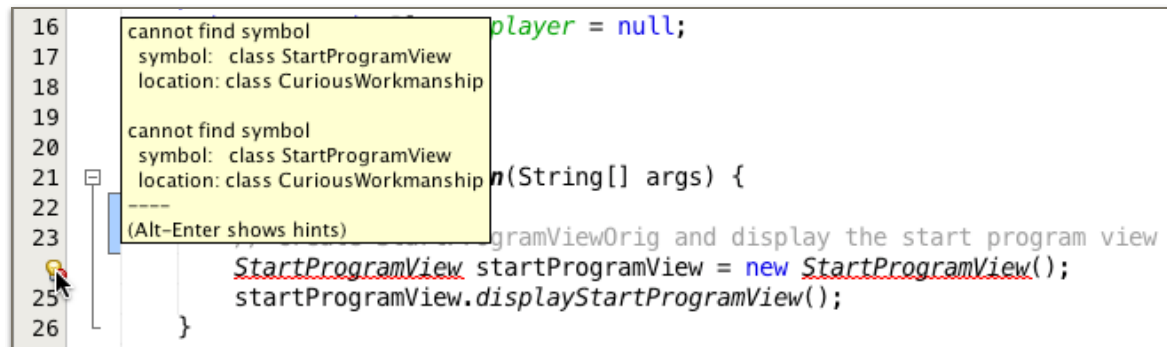 16 player = null;
17
18
19
20
21 n(String[] args) {
22
23 gramViewOrig and display the start program view
StartProgramView startProgramView = new StartProgramView();
25 startProgramView.displayStartProgramView();
26 }
cannot find symbol
symbol: class StartProgramView
location: class CuriousWorkmanship
cannot find symbol
symbol: class StartProgramView
location: class CuriousWorkmanship
----
(Alt-Enter shows hints)